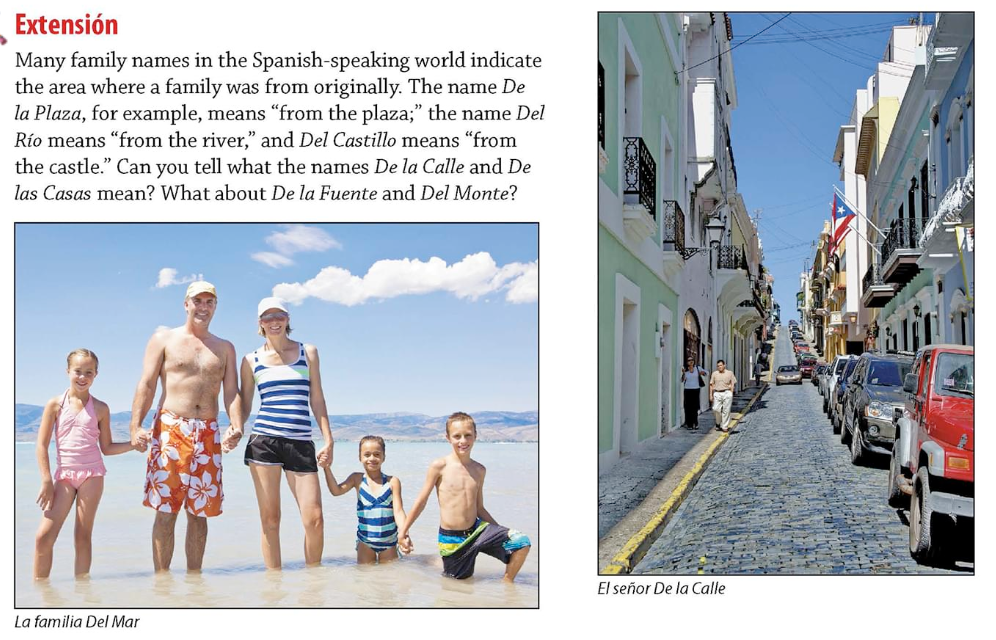 Extensión
Many family names in the Spanish-speaking world indicate
the area where a family was from originally. The name De
la Plaza, for example, means “from the plaza;” the name Del
Río means “from the river,” and Del Castillo means “from
the castle.” Can you tell what the names De la Calle and De
las Casas mean? What about De la Fuente and Del Monte?
La familia Del Mar
El señor De la Calle